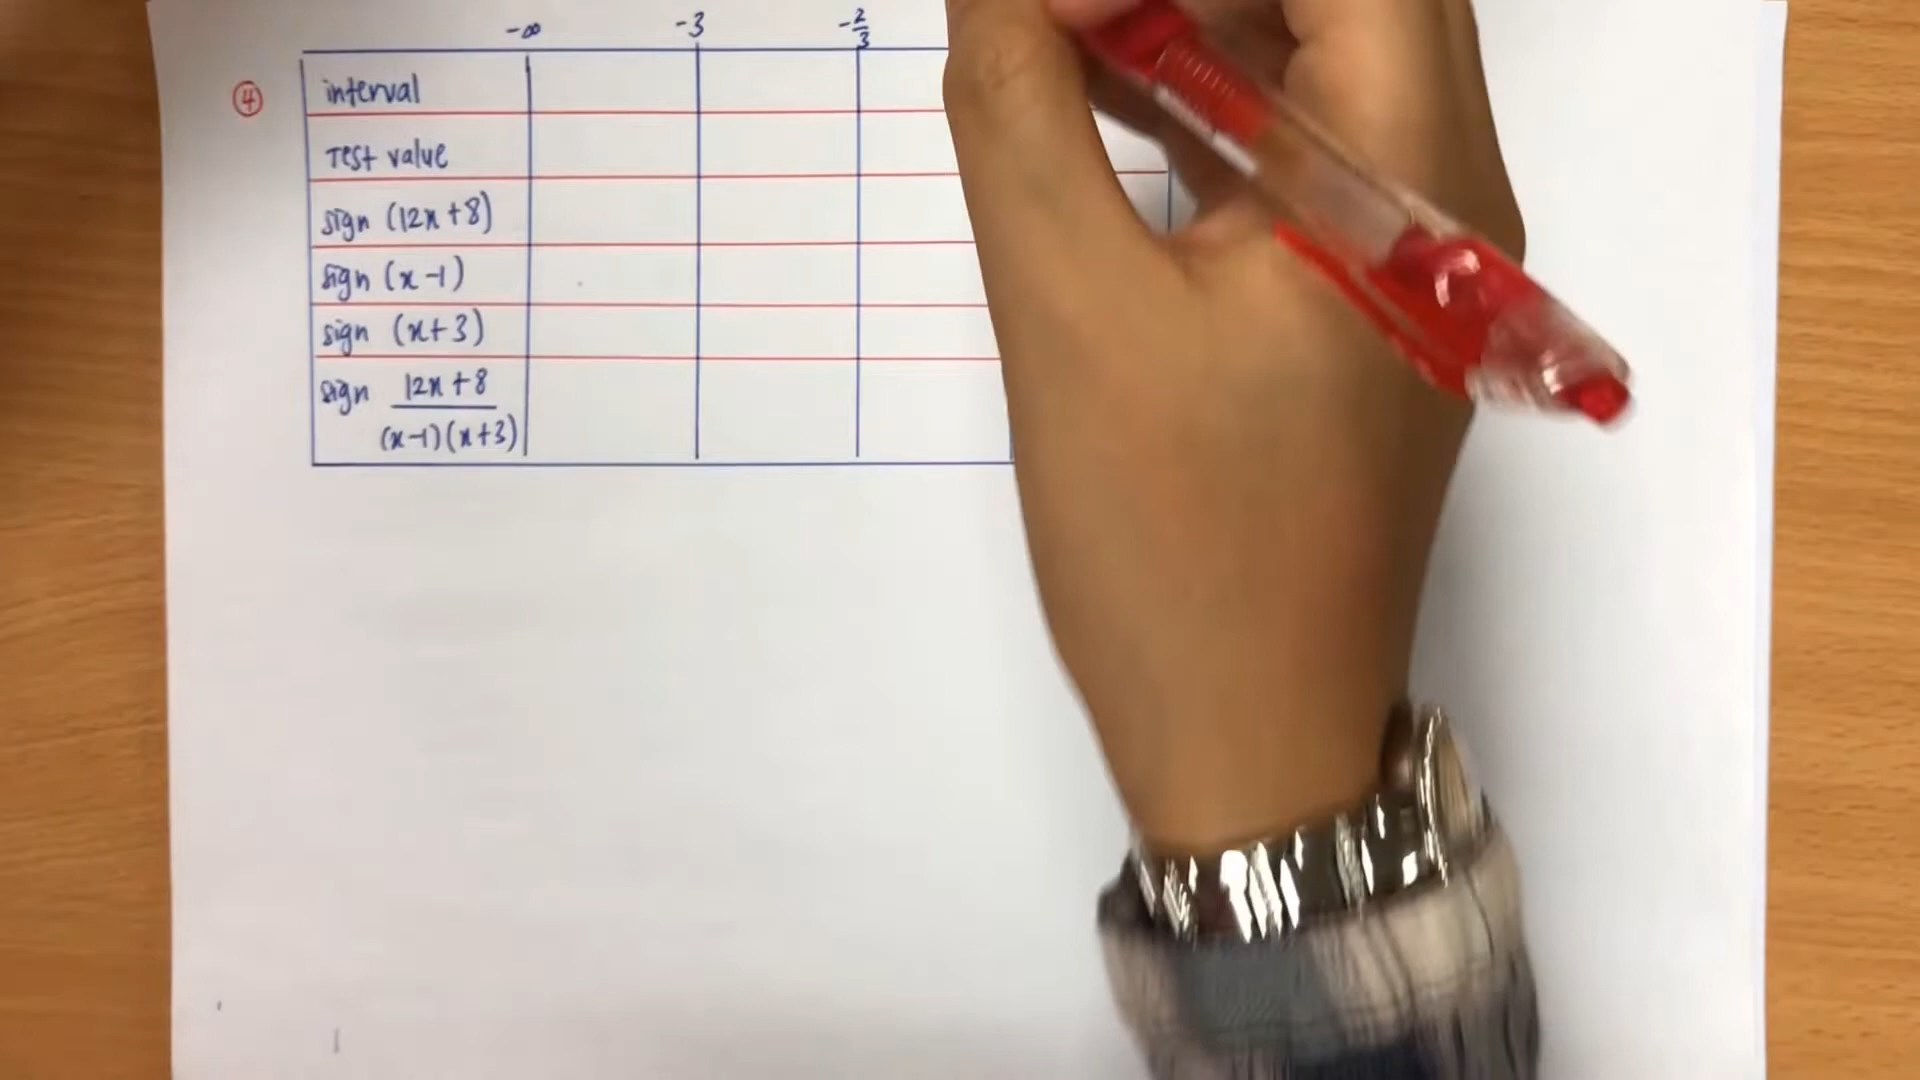 -∞ -3 -2/3
④ interval
Test value
sign (12x+8)
sign (x-1)
sign (x+3)
sign 12x+8
(x-1)(x+3)